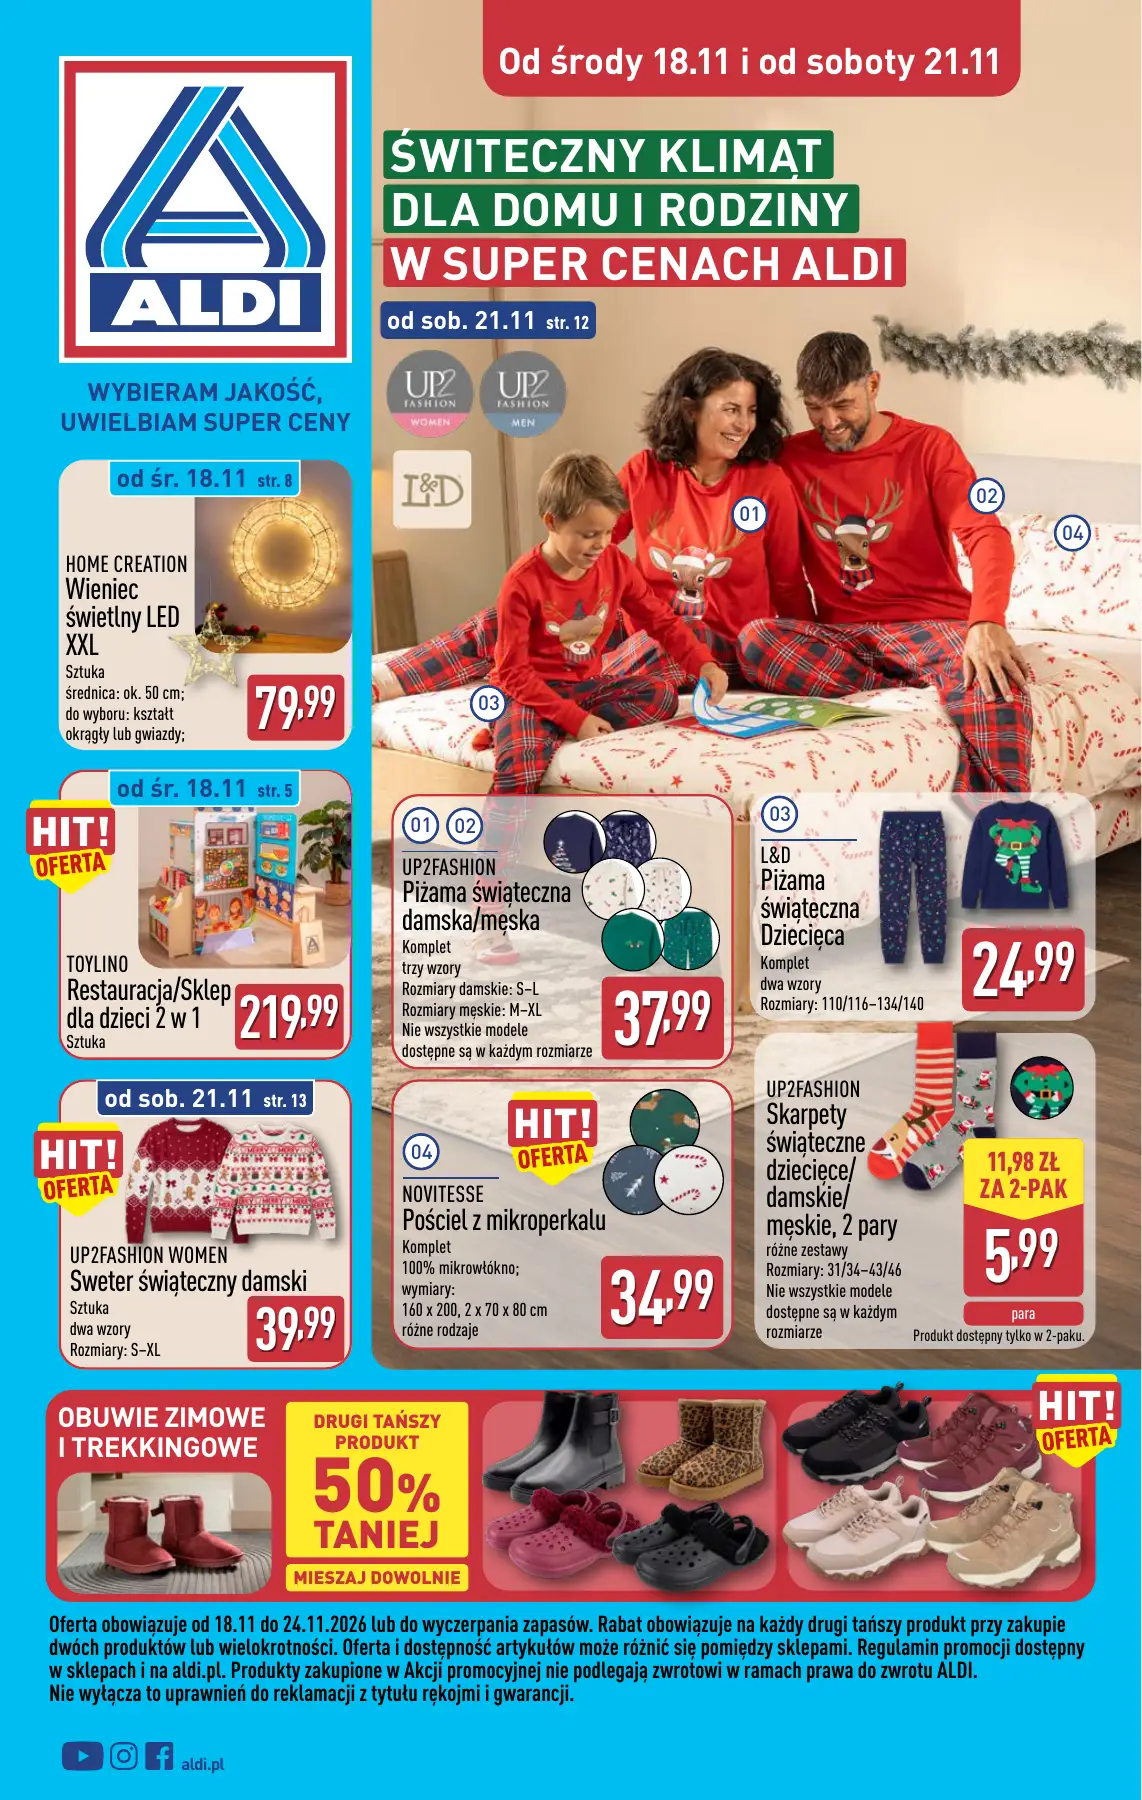 Od środy 18.11 i od soboty 21.11
ALDI
WYBIERAM JAKOŚĆ,
UWIELBIAM SUPER CENY
ŚWITECZNY KLIMĄT
DLA DOMU I RODZINY
W SUPER CENACH ALDI
od sob. 21.11 str. 12
UP2
FASHION
WOMEN
UP2
FASHION
MEN
L&D
01
02
04
03
od śr. 18.11 str. 8
HOME CREATION
Wieniec
świetlny LED
XXL
Sztuka
średnica: ok. 50 cm;
do wyboru: kształt
okrągły lub gwiazdy;
79,99
od śr. 18.11 str. 5
HIT!
OFERTA
TOYLINO
Restauracja/Sklep
dla dzieci 2 w 1
Sztuka
219,99
od sob. 21.11 str. 13
HIT!
OFERTA
UP2FASHION WOMEN
Sweter świąteczny damski
Sztuka
dwa wzory
Rozmiary: S–XL
39,99
01 02
UP2FASHION
Piżama świąteczna
damska/męska
Komplet
trzy wzory
Rozmiary damskie: S–L
Rozmiary męskie: M–XL
Nie wszystkie modele
dostępne są w każdym rozmiarze
37,99
03
L&D
Piżama
świąteczna
Dziecięca
Komplet
dwa wzory
Rozmiary: 110/116–134/140
24,99
HIT!
OFERTA
04
NOVITESSE
Pościel z mikroperkalu
Komplet
100% mikrowłókno;
wymiary:
160 x 200, 2 x 70 x 80 cm
różne rodzaje
34,99
UP2FASHION
Skarpety
świąteczne
dziecięce/
damskie/
męskie, 2 pary
różne zestawy
Rozmiary: 31/34–43/46
Nie wszystkie modele
dostępne są w każdym
rozmiarze
11,98 ZŁ
ZA 2-PAK
5,99
para
Produkt dostępny tylko w 2-paku.
OBUWIE ZIMOWE
I TREKKINGOWE
DRUGI TAŃSZY
PRODUKT
50%
TANIEJ
MIESZAJ DOWOLNIE
HIT!
OFERTA
Oferta obowiązuje od 18.11 do 24.11.2026 lub do wyczerpania zapasów. Rabat obowiązuje na każdy drugi tańszy produkt przy zakupie
dwóch produktów lub wielokrotności. Oferta i dostępność artykułów może różnić się pomiędzy sklepami. Regulamin promocji dostępny
w sklepach i na aldi.pl. Produkty zakupione w Akcji promocyjnej nie podlegają zwrotowi w ramach prawa do zwrotu ALDI.
Nie wyłącza to uprawnień do reklamacji z tytułu rękojmi i gwarancji.
aldi.pl